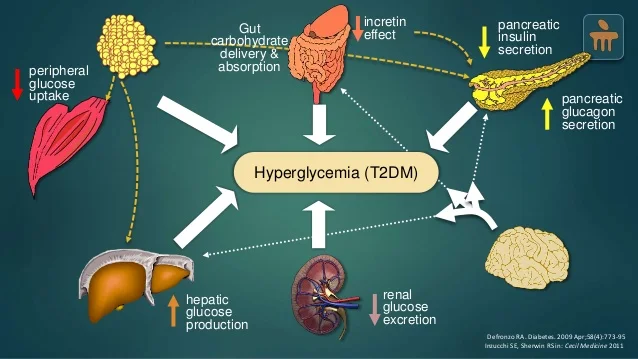 Gut
carbohydrate
delivery &
absorption
incretin
effect
pancreatic
insulin
secretion
peripheral
glucose
uptake
pancreatic
glucagon
secretion
Hyperglycemia (T2DM)
hepatic
glucose
production
renal
glucose
excretion
Defronzo RA. Diabetes. 2009 Apr;58(4):773-95
Inzucchi SE, Sherwin RS in: Cecil Medicine 2011